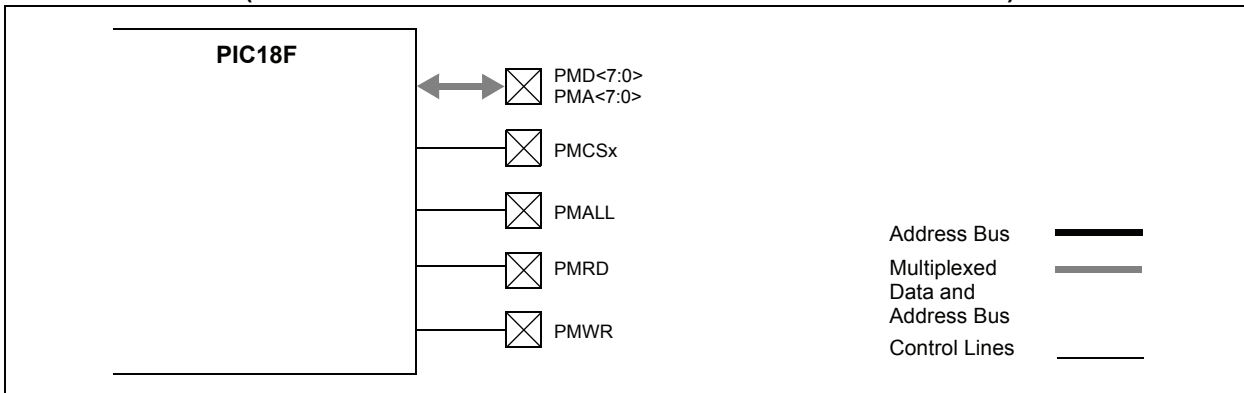 PIC18F
PMD<7:0>
PMA<7:0>
PMCSx
PMALL
PMRD
PMWR
Address Bus
Multiplexed
Data and
Address Bus
Control Lines